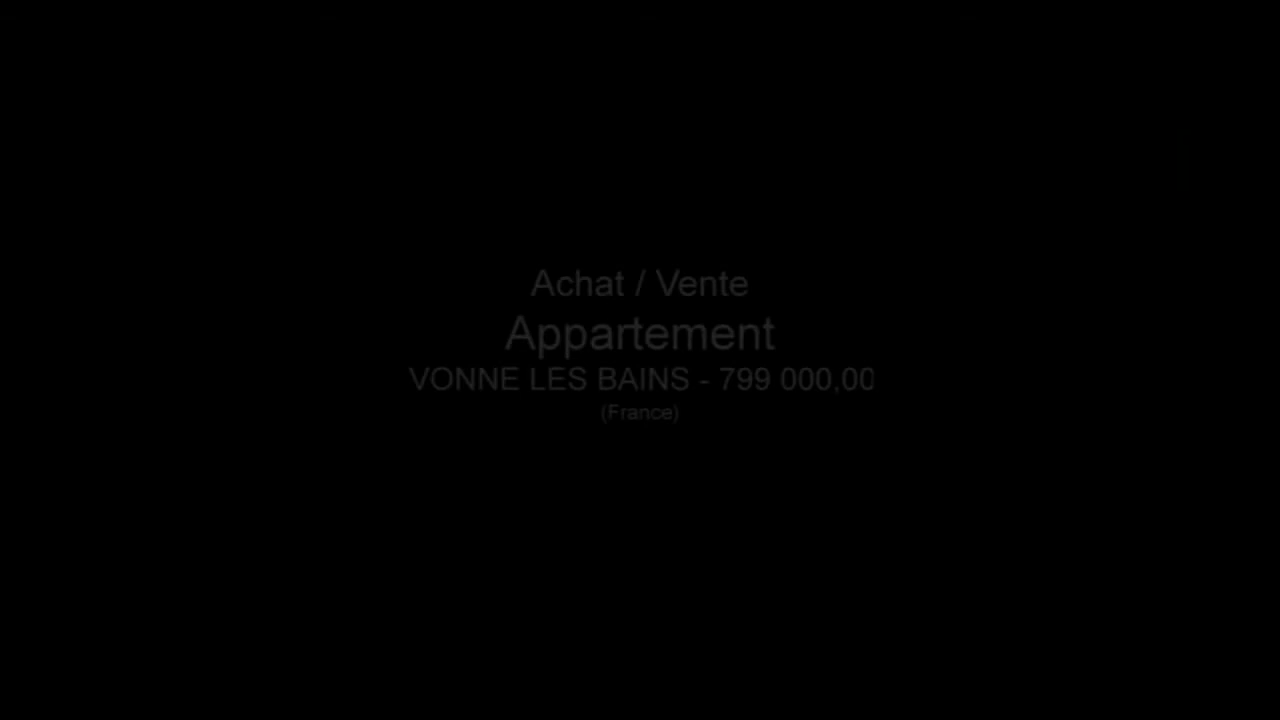 Achat / Vente
Appartement
VONNE LES BAINS - 799 000,00
(France)